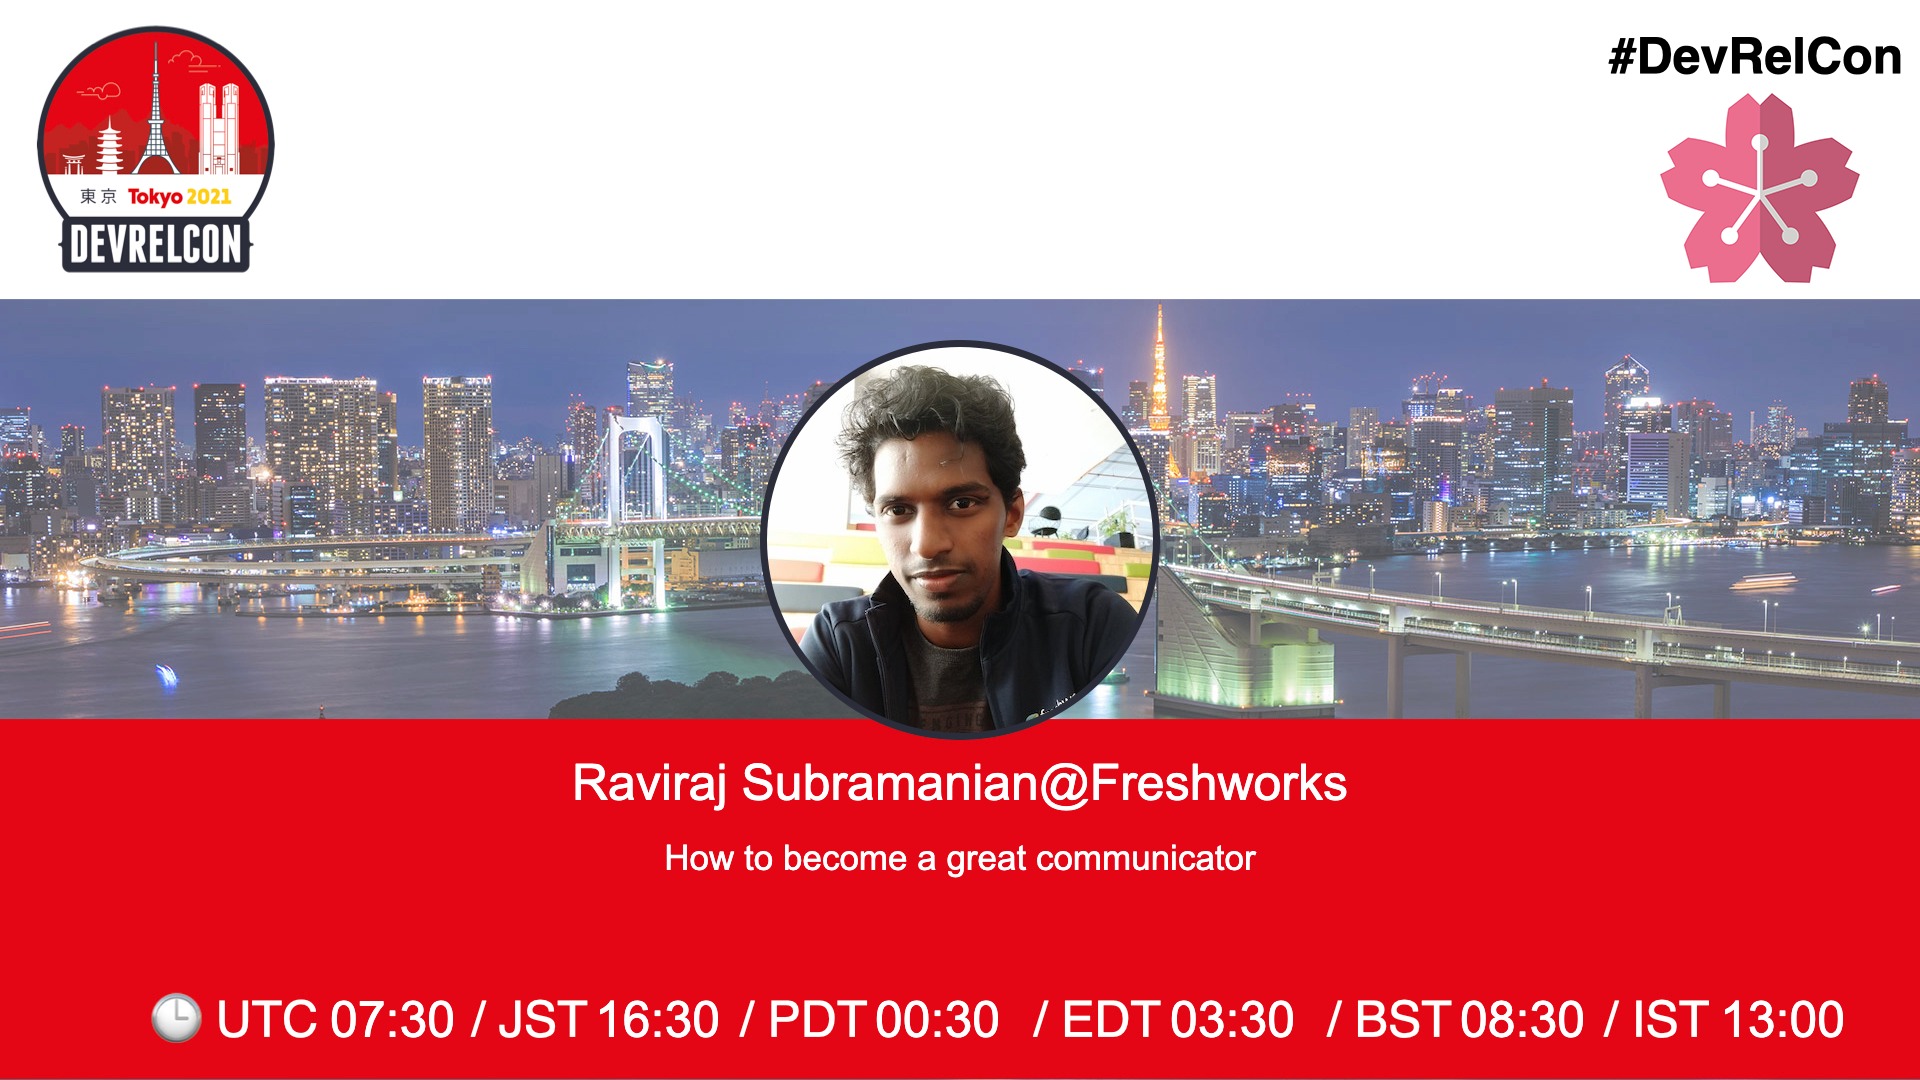 #DevRelCon
東京 Tokyo 2021
DEVRELCON
Raviraj Subramanian@Freshworks
How to become a great communicator
UTC 07:30 / JST 16:30 / PDT 00:30 / EDT 03:30 / BST 08:30 / IST 13:00